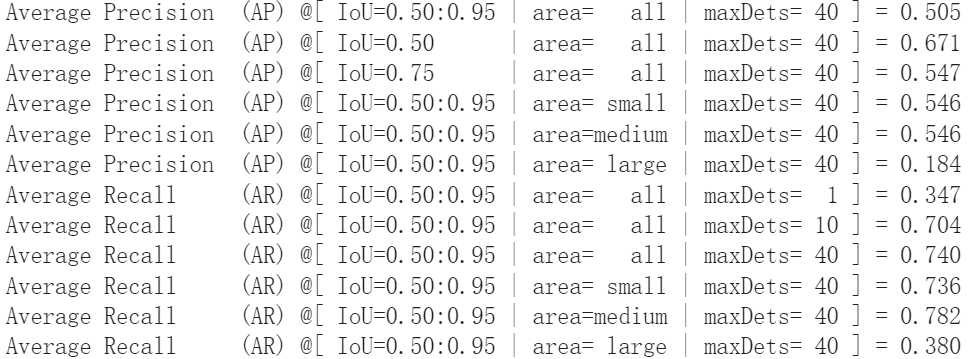 Average Precision  (AP) @[ IoU=0.50:0.95 | area=   all | maxDets= 40 ] = 0.505
Average Precision  (AP) @[ IoU=0.50      | area=   all | maxDets= 40 ] = 0.671
Average Precision  (AP) @[ IoU=0.75      | area=   all | maxDets= 40 ] = 0.547
Average Precision  (AP) @[ IoU=0.50:0.95 | area= small | maxDets= 40 ] = 0.546
Average Precision  (AP) @[ IoU=0.50:0.95 | area=medium | maxDets= 40 ] = 0.546
Average Precision  (AP) @[ IoU=0.50:0.95 | area= large | maxDets= 40 ] = 0.184
Average Recall     (AR) @[ IoU=0.50:0.95 | area=   all | maxDets=  1 ] = 0.347
Average Recall     (AR) @[ IoU=0.50:0.95 | area=   all | maxDets= 10 ] = 0.704
Average Recall     (AR) @[ IoU=0.50:0.95 | area=   all | maxDets= 40 ] = 0.740
Average Recall     (AR) @[ IoU=0.50:0.95 | area= small | maxDets= 40 ] = 0.736
Average Recall     (AR) @[ IoU=0.50:0.95 | area=medium | maxDets= 40 ] = 0.782
Average Recall     (AR) @[ IoU=0.50:0.95 | area= large | maxDets= 40 ] = 0.380